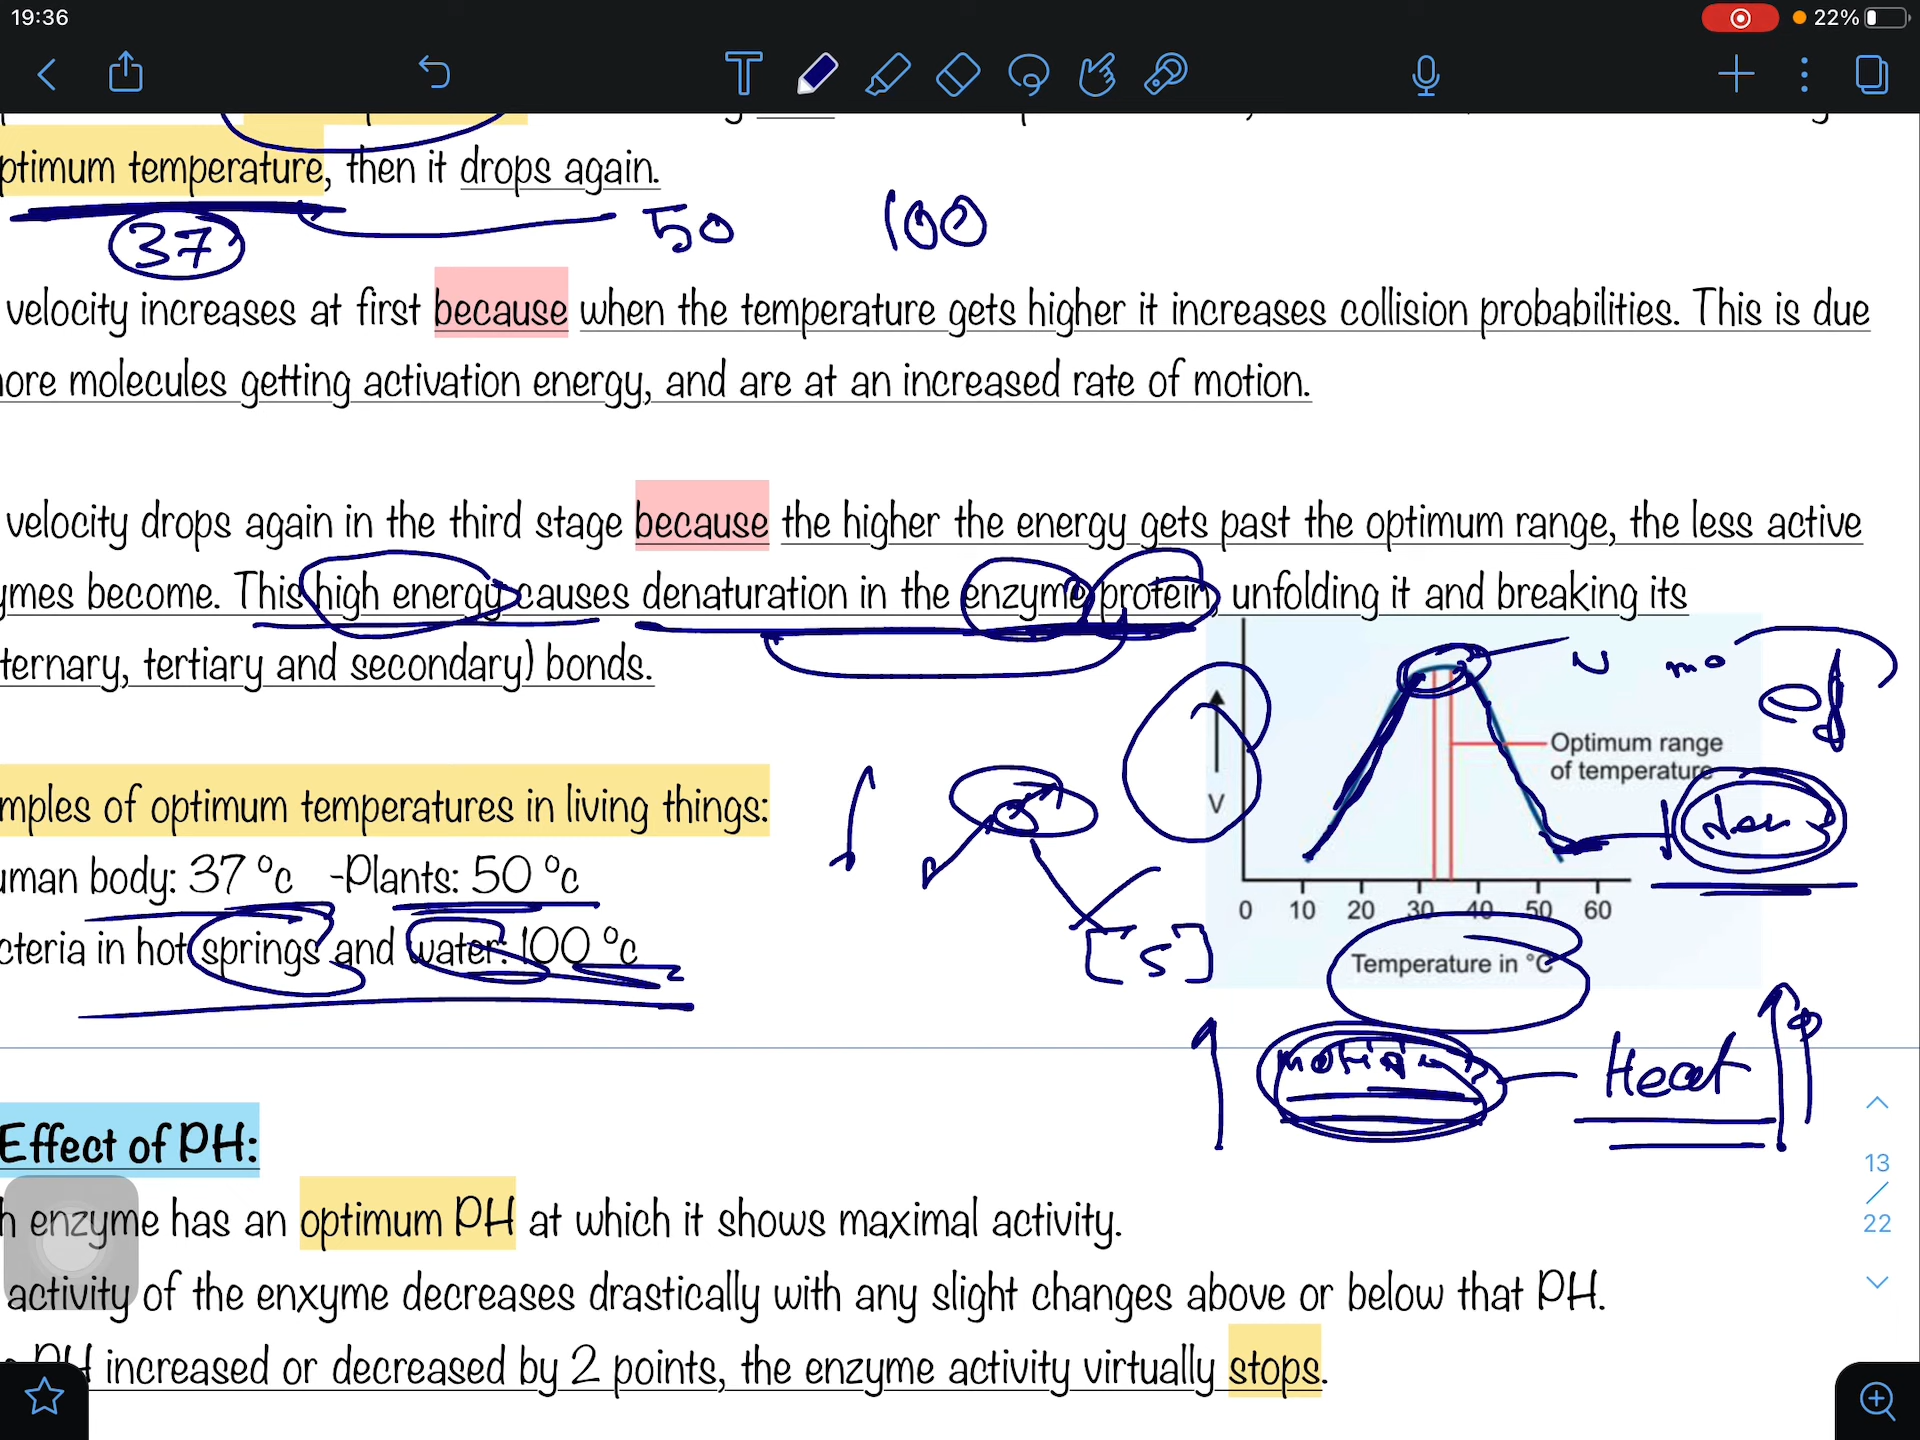 19:36
22%
T
ptimum temperature, then it drops again.
37 50 100
velocity increases at first because when the temperature gets higher it increases collision probabilities. This is due
ore molecules getting activation energy, and are at an increased rate of motion.
velocity drops again in the third stage because the higher the energy gets past the optimum range, the less active
ymes become. This high energy causes denaturation in the enzyme protein, unfolding it and breaking its
ternary, tertiary and secondary) bonds.
Optimum range
of temperature
V
mples of optimum temperatures in living things:
uman body: 37 °c -Plants: 50 °c
0 10 20 30 40 50 60
cteria in hot springs and water: 100 °c
[S]
Temperature in °C
Heat
Effect of PH:
h enzyme has an optimum PH at which it shows maximal activity.
activity of the enxyme decreases drastically with any slight changes above or below that PH.
PH increased or decreased by 2 points, the enzyme activity virtually stops.
13
/
22